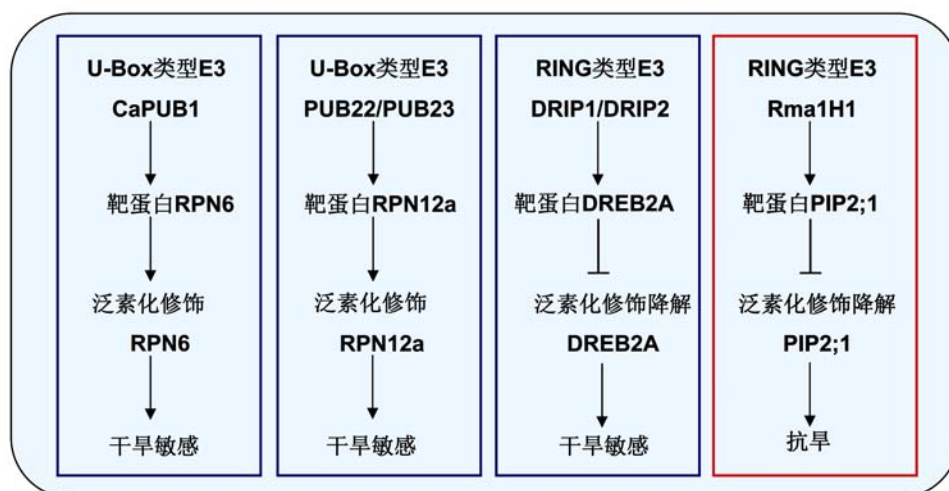 U-Box类型E3
CaPUB1
靶蛋白RPN6
泛素化修饰
RPN6
干旱敏感
U-Box类型E3
PUB22/PUB23
靶蛋白RPN12a
泛素化修饰
RPN12a
干旱敏感
RING类型E3
DRIP1/DRIP2
靶蛋白DREB2A
泛素化修饰降解
DREB2A
干旱敏感
RING类型E3
Rma1H1
靶蛋白PIP2;1
泛素化修饰降解
PIP2;1
抗旱